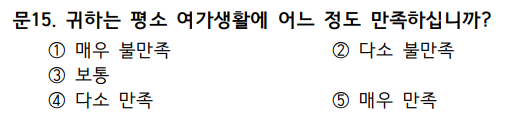 문15. 귀하는 평소 여가생활에 어느 정도 만족하십니까?
① 매우 불만족 ② 다소 불만족
③ 보통
④ 다소 만족 ⑤ 매우 만족